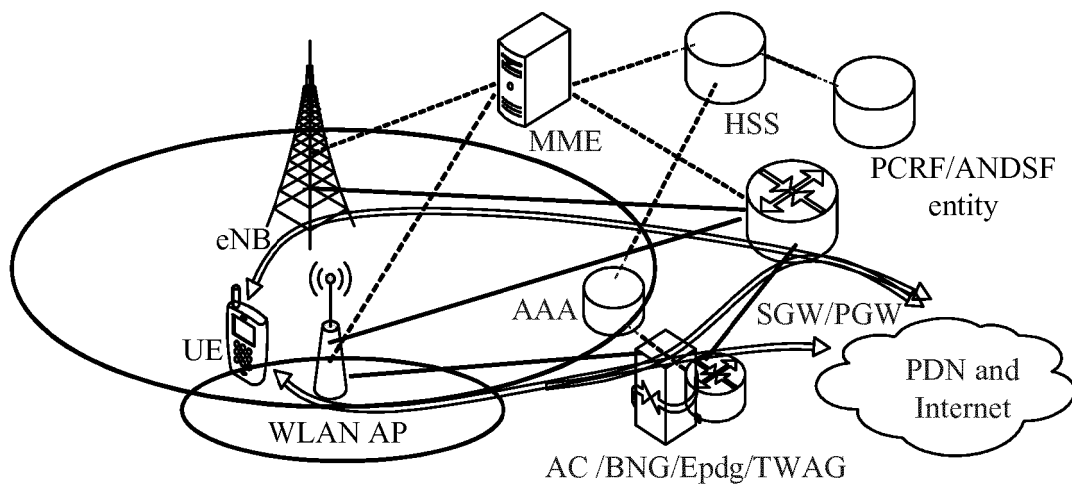 MME
HSS
PCRF/ANDSF
entity
eNB
AAA
SGW/PGW
UE
PDN and
Internet
WLAN AP
AC /BNG/Epdg/TWAG